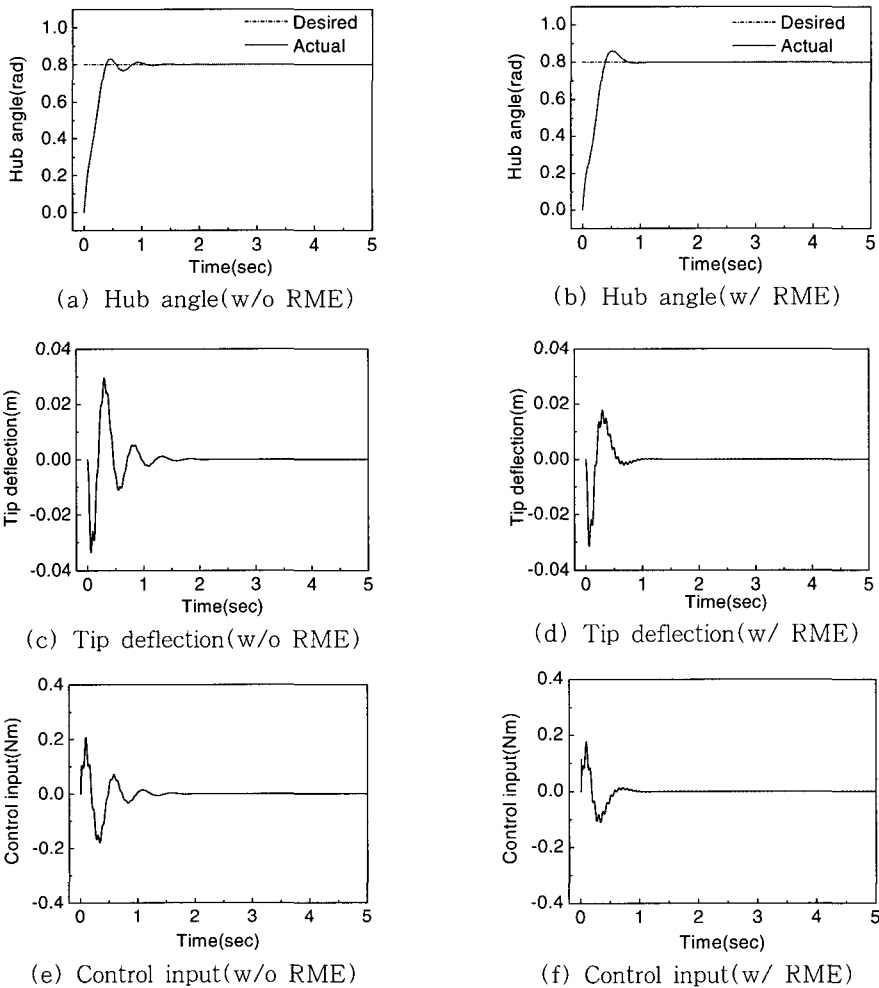 1.0
0.8
0.6
0.4
0.2
0.0
Hub angle(rad)
Desired
Actual
0 1 2 3 4 5
Time(sec)
(a) Hub angle(w/o RME)
1.0
0.8
0.6
0.4
0.2
0.0
Hub angle(rad)
Desired
Actual
0 1 2 3 4 5
Time(sec)
(b) Hub angle(w/ RME)
0.04
0.02
0.00
-0.02
-0.04
Tip deflection(m)
0 1 2 3 4 5
Time(sec)
(c) Tip deflection(w/o RME)
0.04
0.02
0.00
-0.02
-0.04
Tip deflection(m)
0 1 2 3 4 5
Time(sec)
(d) Tip deflection(w/ RME)
0.4
0.2
0.0
-0.2
-0.4
Control input(Nm)
0 1 2 3 4 5
Time(sec)
(e) Control input(w/o RME)
0.4
0.2
0.0
-0.2
-0.4
Control input(Nm)
0 1 2 3 4 5
Time(sec)
(f) Control input(w/ RME)